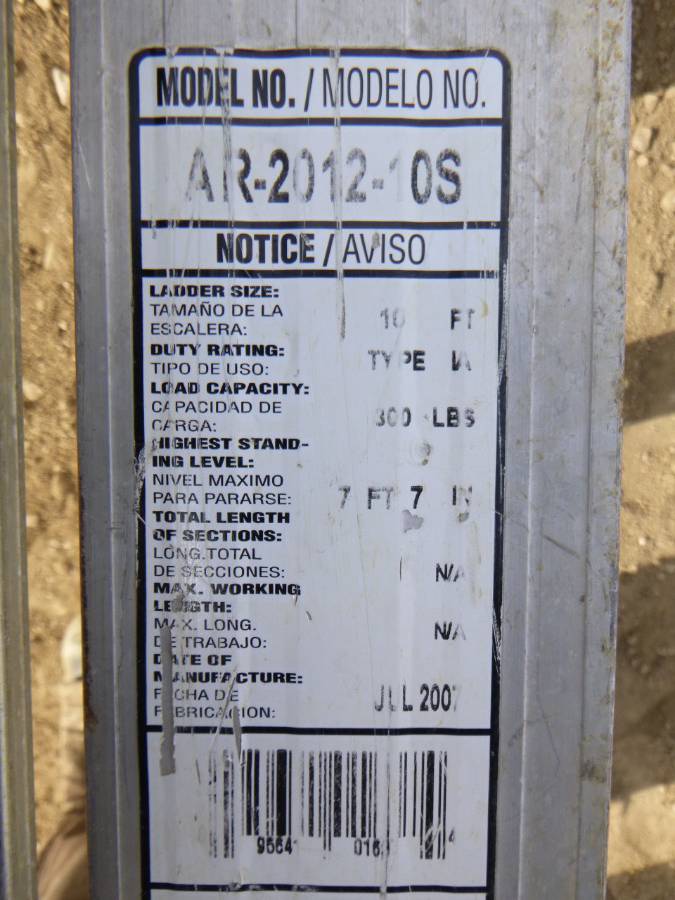 MODEL NO. / MODELO NO.
AR-2012-10S
NOTICE / AVISO
LADDER SIZE:
TAMAÑO DE LA
ESCALERA: 10 FT
DUTY RATING:
TIPO DE USO: TYPE IA
LOAD CAPACITY:
CAPACIDAD DE
CARGA: 300 LBS
HIGHEST STAND-
ING LEVEL:
NIVEL MAXIMO
PARA PARARSE: 7 FT 7 IN
TOTAL LENGTH
OF SECTIONS:
LONG.TOTAL
DE SECCIONES: N/A
MAX. WORKING
LENGTH:
MAX. LONG.
DE TRABAJO: N/A
DATE OF
MANUFACTURE:
FECHA DE
FABRICACION: JUL 2007